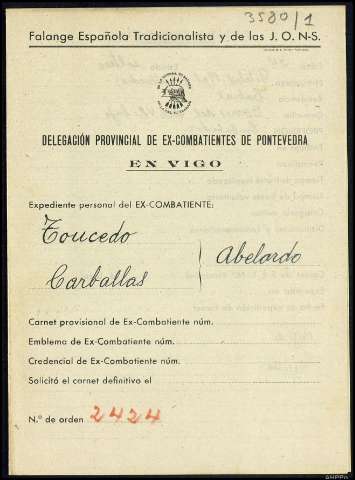 3580/1
Falange Española Tradicionalista y de las J. O. N-S.
DELEGACIÓN PROVINCIAL DE EX-COMBATIENTES DE PONTEVEDRA
EN VIGO
Expediente personal del EX-COMBATIENTE:
Toucedo
Carballas
Abelardo
Carnet provisional de Ex-Combatiente núm.
Emblema de Ex-Combatiente núm.
Credencial de Ex-Combatiente núm.
Solicitó el carnet definitivo el
N.º de orden 2424
AHPPO